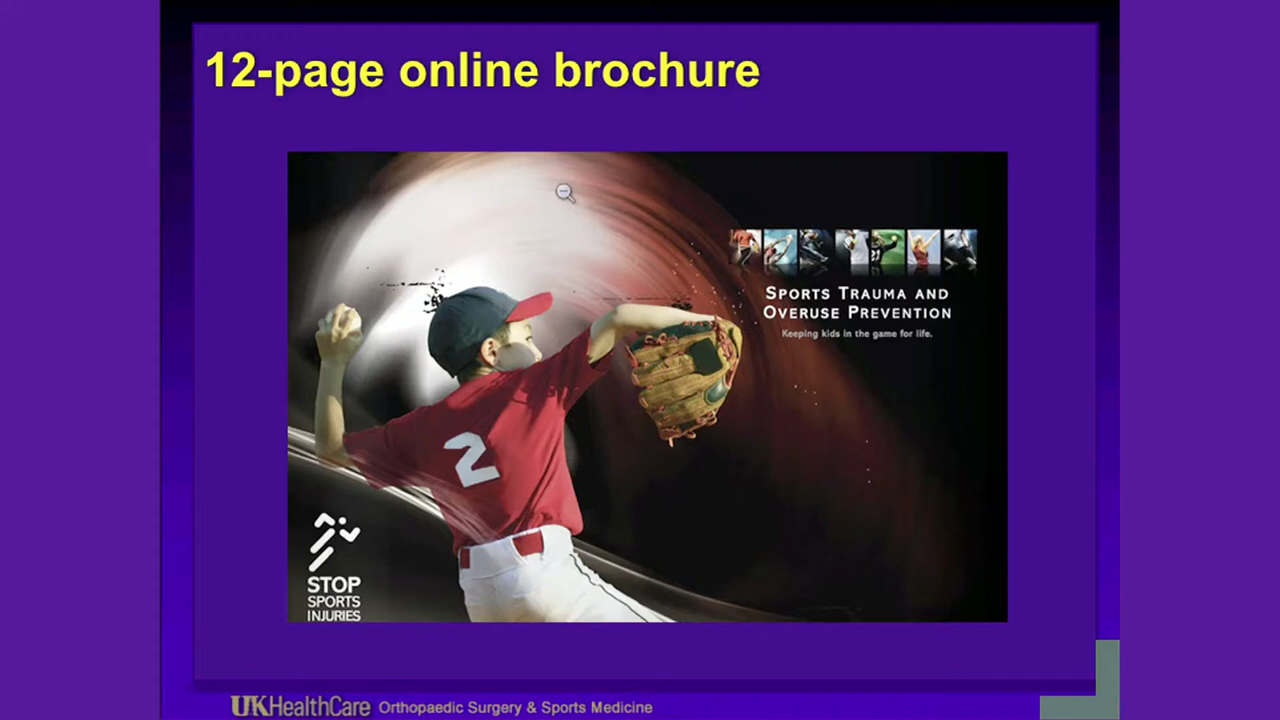 12-page online brochure
SPORTS TRAUMA AND
OVERUSE PREVENTION
Keeping kids in the game for life.
2
STOP
SPORTS
INJURIES
UKHealthCare Orthopaedic Surgery & Sports Medicine